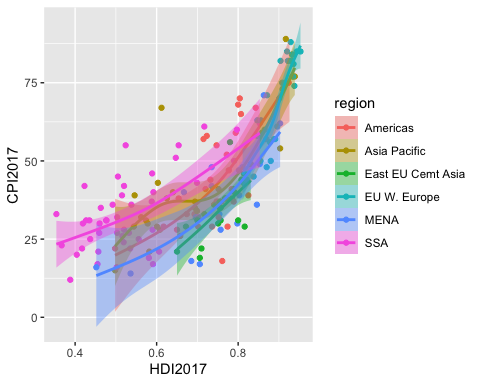 75
50
25
0
CPI2017
0.4 0.6 0.8
HDI2017
region
Americas
Asia Pacific
East EU Cemt Asia
EU W. Europe
MENA
SSA